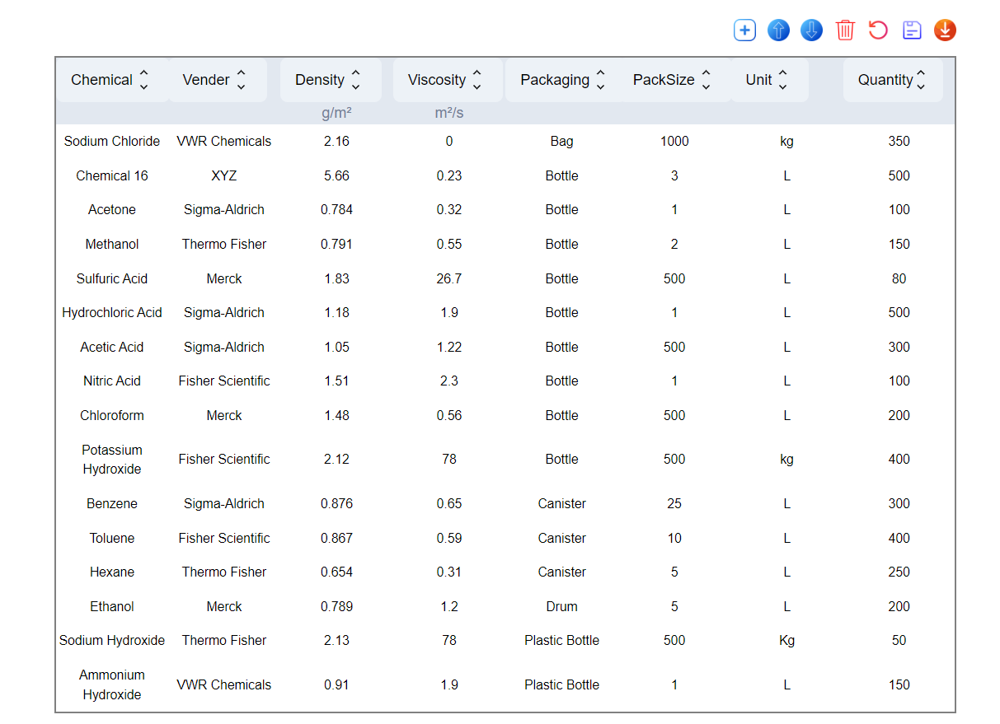 Chemical Vender Density Viscosity Packaging PackSize Unit Quantity
g/m² m²/s
Sodium Chloride VWR Chemicals 2.16 0 Bag 1000 kg 350
Chemical 16 XYZ 5.66 0.23 Bottle 3 L 500
Acetone Sigma-Aldrich 0.784 0.32 Bottle 1 L 100
Methanol Thermo Fisher 0.791 0.55 Bottle 2 L 150
Sulfuric Acid Merck 1.83 26.7 Bottle 500 L 80
Hydrochloric Acid Sigma-Aldrich 1.18 1.9 Bottle 1 L 500
Acetic Acid Sigma-Aldrich 1.05 1.22 Bottle 500 L 300
Nitric Acid Fisher Scientific 1.51 2.3 Bottle 1 L 100
Chloroform Merck 1.48 0.56 Bottle 500 L 200
Potassium
Hydroxide Fisher Scientific 2.12 78 Bottle 500 kg 400
Benzene Sigma-Aldrich 0.876 0.65 Canister 25 L 300
Toluene Fisher Scientific 0.867 0.59 Canister 10 L 400
Hexane Thermo Fisher 0.654 0.31 Canister 5 L 250
Ethanol Merck 0.789 1.2 Drum 5 L 200
Sodium Hydroxide Thermo Fisher 2.13 78 Plastic Bottle 500 Kg 50
Ammonium
Hydroxide VWR Chemicals 0.91 1.9 Plastic Bottle 1 L 150